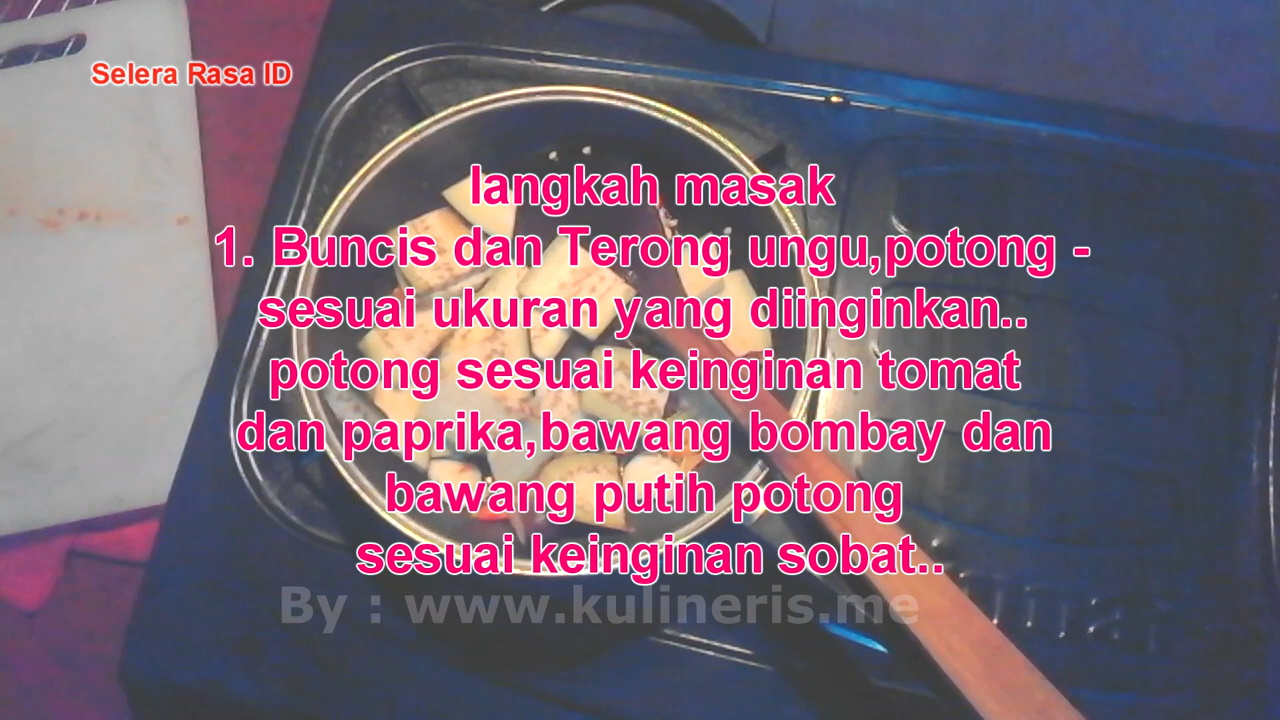 Selera Rasa ID
langkah masak
1. Buncis dan Terong ungu,potong -
sesuai ukuran yang diinginkan..
potong sesuai keinginan tomat
dan paprika,bawang bombay dan
bawang putih potong
sesuai keinginan sobat..
By : www.kulineris.me